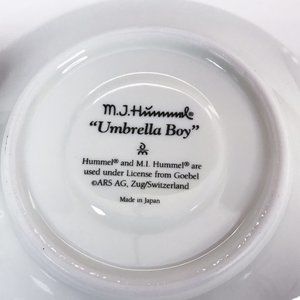 M.J. Hummel®
“Umbrella Boy”
Hummel® and M.I. Hummel® are
used under License from Goebel
©ARS AG, Zug/Switzerland
Made in Japan